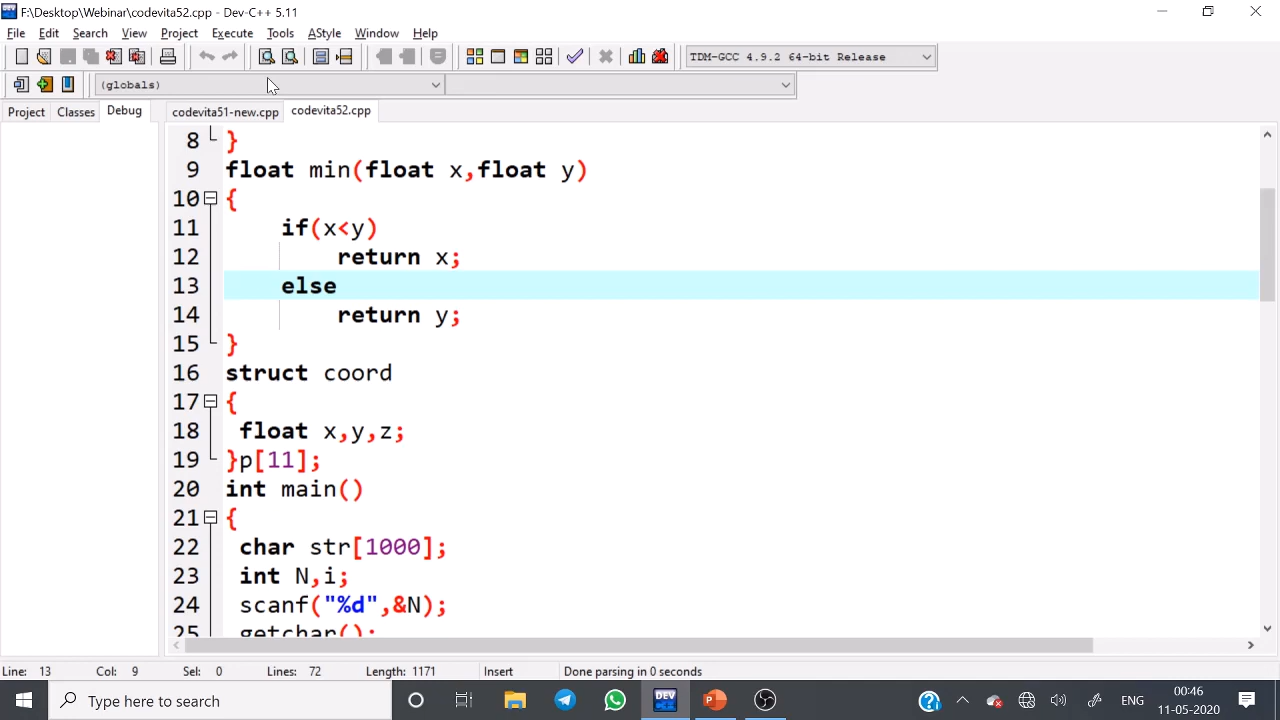 F:\Desktop\Webinar\codevita52.cpp - Dev-C++ 5.11
File Edit Search View Project Execute Tools AStyle Window Help
TDM-GCC 4.9.2 64-bit Release
(globals)
Project Classes Debug codevita51-new.cpp codevita52.cpp
8 }
9 float min(float x,float y)
10 {
11 if(x<y)
12 return x;
13 else
14 return y;
15 }
16 struct coord
17 {
18 float x,y,z;
19 }p[11];
20 int main()
21 {
22 char str[1000];
23 int N,i;
24 scanf("%d",&N);
25 getchar();
Line: 13 Col: 9 Sel: 0 Lines: 72 Length: 1171 Insert Done parsing in 0 seconds
Type here to search
DEV
ENG
00:46
11-05-2020